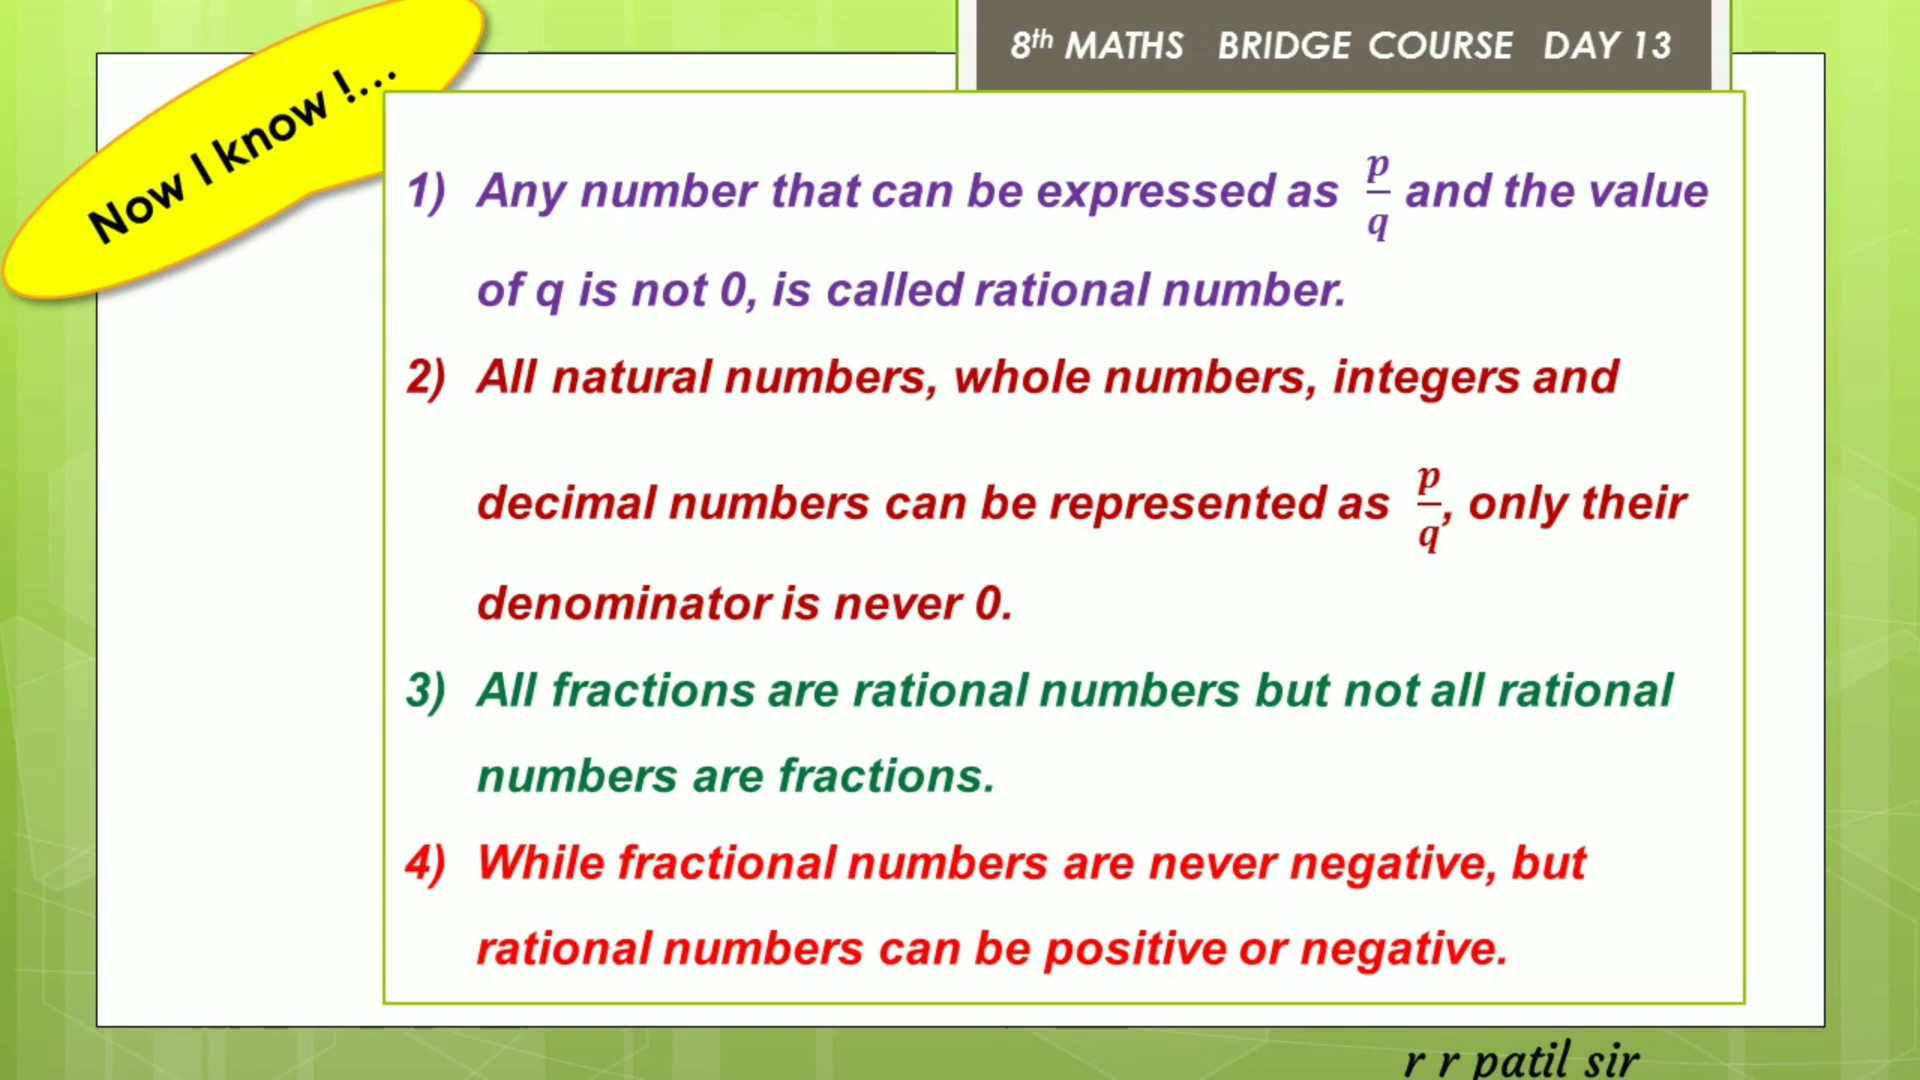 8th MATHS BRIDGE COURSE DAY 13
Now I know !...
1) Any number that can be expressed as p/q and the value
of q is not 0, is called rational number.
2) All natural numbers, whole numbers, integers and
decimal numbers can be represented as p/q, only their
denominator is never 0.
3) All fractions are rational numbers but not all rational
numbers are fractions.
4) While fractional numbers are never negative, but
rational numbers can be positive or negative.
r r patil sir